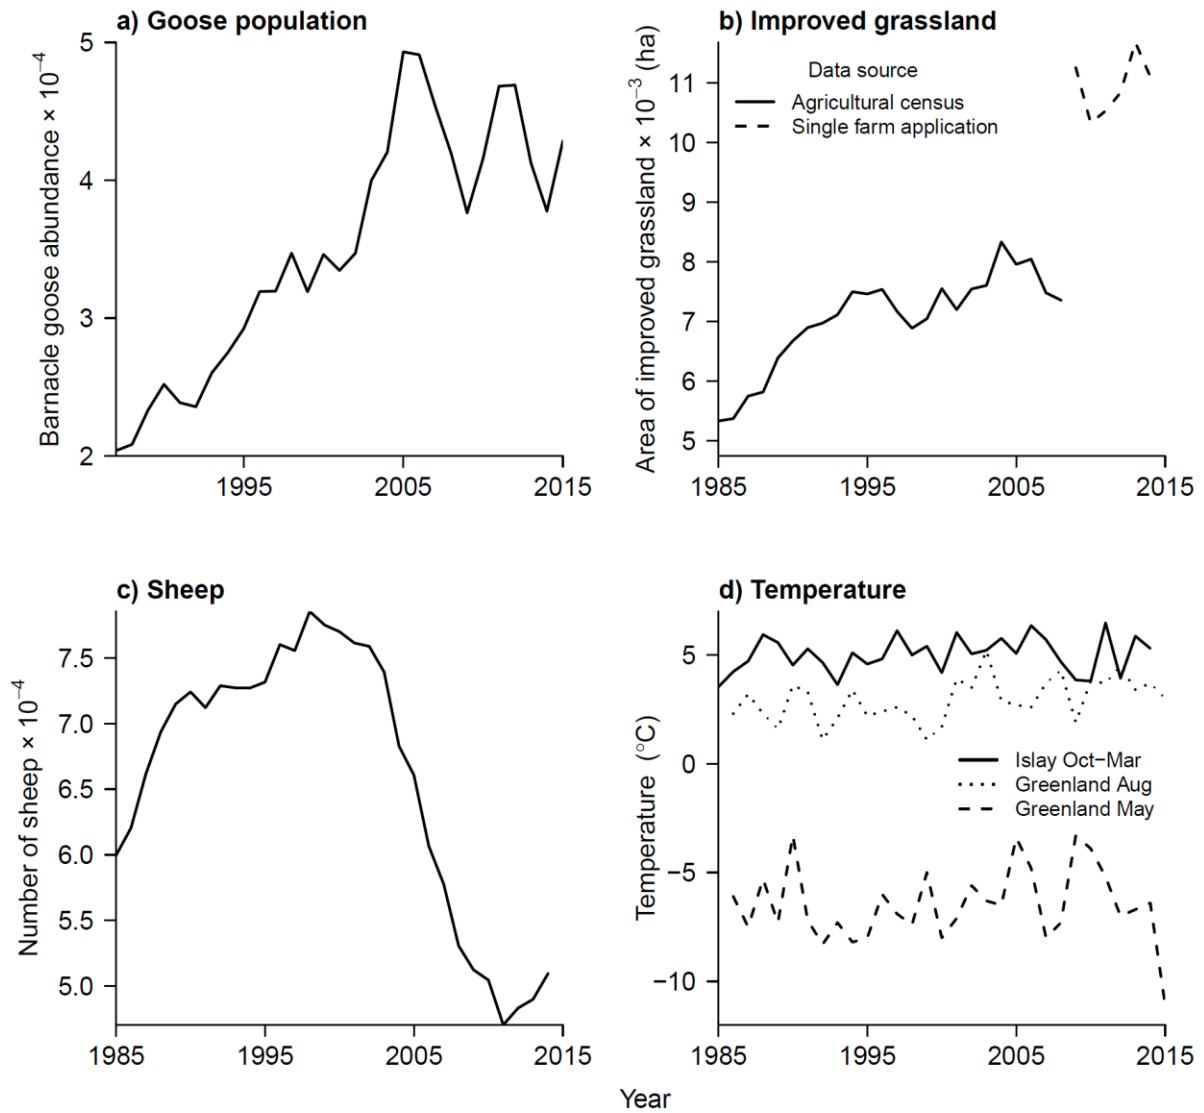 a) Goose population
Barnacle goose abundance × 10⁻⁴
5
4
3
2
1995
2005
2015
b) Improved grassland
Area of improved grassland × 10⁻³ (ha)
Data source
Agricultural census
Single farm application
11
10
9
8
7
6
5
1985
1995
2005
2015
c) Sheep
Number of sheep × 10⁻⁴
7.5
7.0
6.5
6.0
5.5
5.0
1985
1995
2005
2015
d) Temperature
Temperature (°C)
5
0
−5
−10
Islay Oct−Mar
Greenland Aug
Greenland May
1985
1995
2005
2015
Year